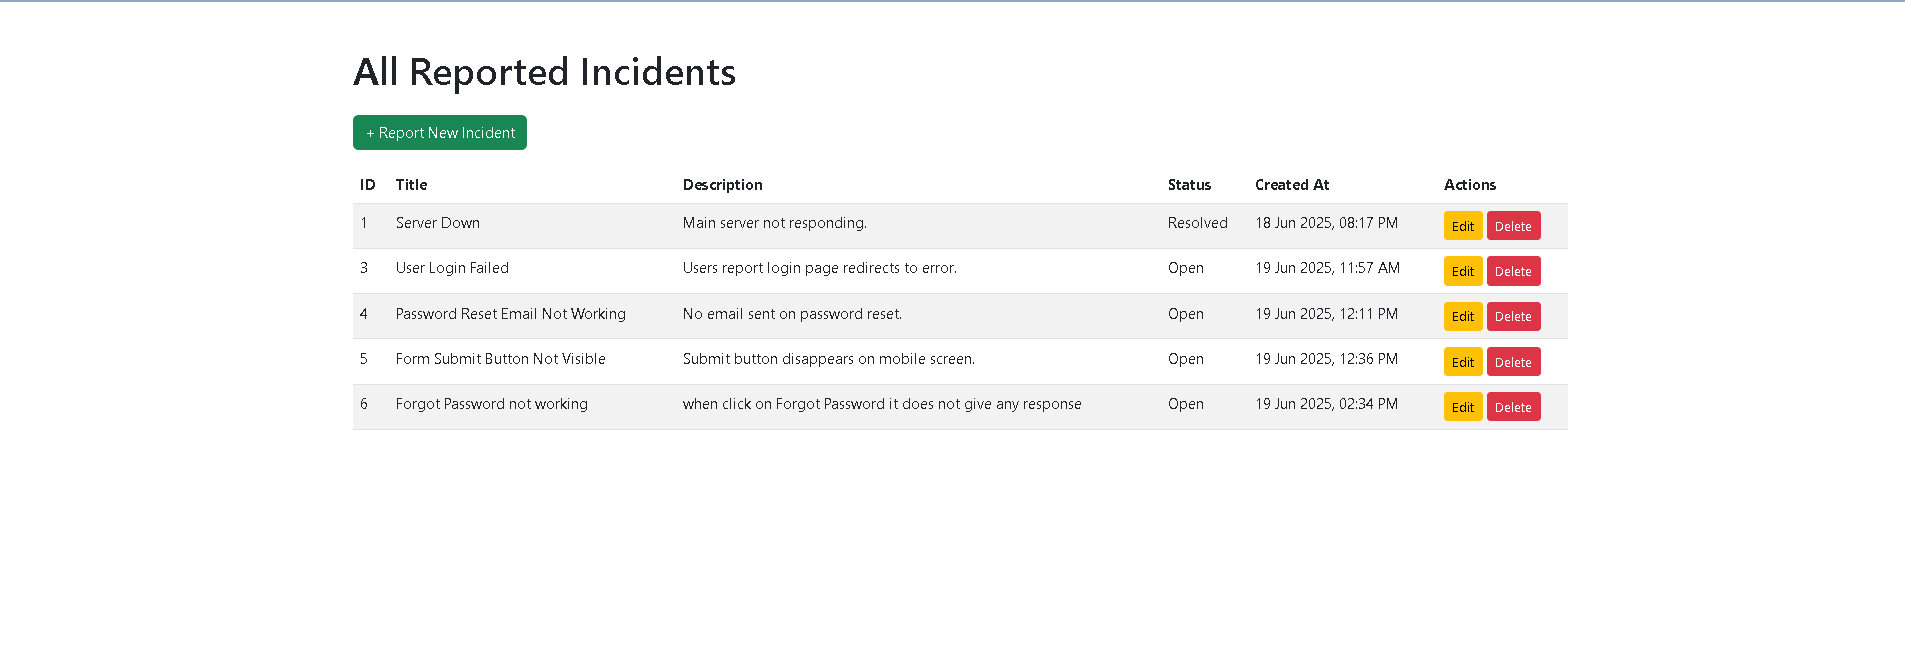 All Reported Incidents
+ Report New Incident
ID Title Description Status Created At Actions
1 Server Down Main server not responding. Resolved 18 Jun 2025, 08:17 PM Edit Delete
3 User Login Failed Users report login page redirects to error. Open 19 Jun 2025, 11:57 AM Edit Delete
4 Password Reset Email Not Working No email sent on password reset. Open 19 Jun 2025, 12:11 PM Edit Delete
5 Form Submit Button Not Visible Submit button disappears on mobile screen. Open 19 Jun 2025, 12:36 PM Edit Delete
6 Forgot Password not working when click on Forgot Password it does not give any response Open 19 Jun 2025, 02:34 PM Edit Delete